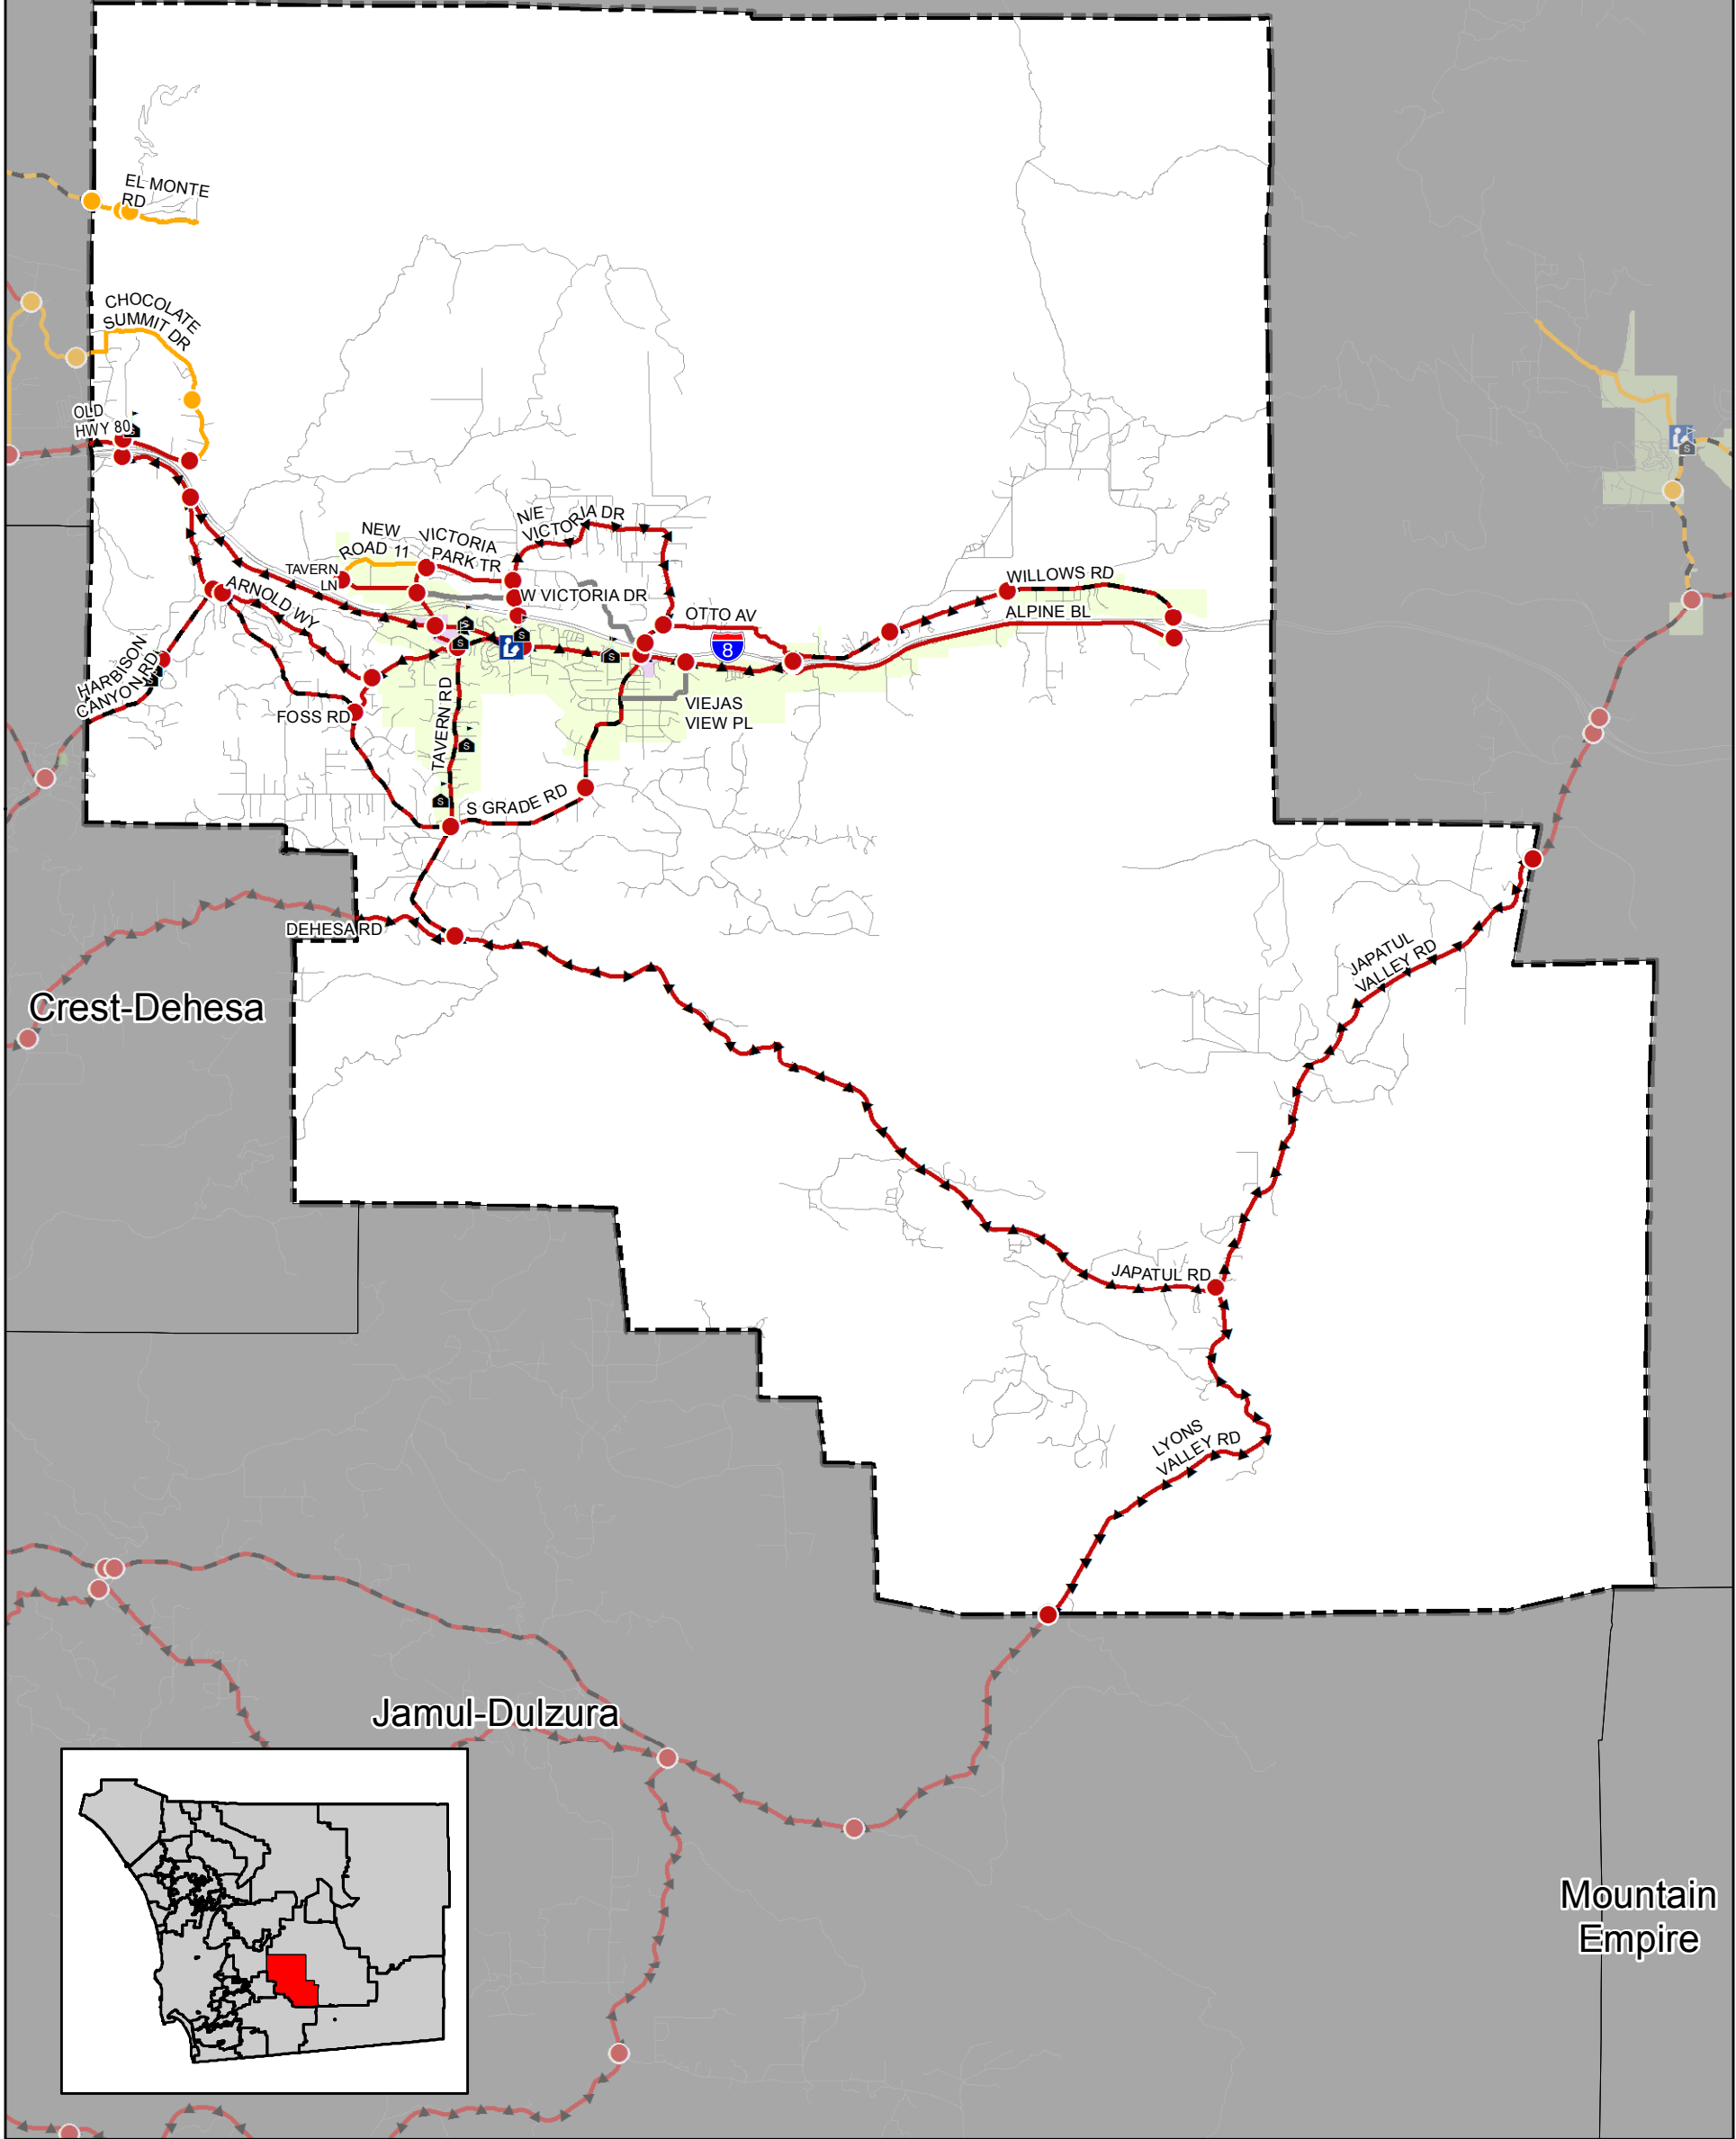 EL MONTE
RD
CHOCOLATE
SUMMIT DR
OLD
HWY 80
N/E
VICTORIA DR
NEW
ROAD 11
VICTORIA
PARK TR
TAVERN
LN
WILLOWS RD
ARNOLD WY
W VICTORIA DR
OTTO AV
ALPINE BL
8
HARBISON
CANYON RD
FOSS RD
TAVERN RD
VIEJAS
VIEW PL
S GRADE RD
DEHESA RD
JAPATUL
VALLEY RD
Crest-Dehesa
JAPATUL RD
LYONS
VALLEY RD
Jamul-Dulzura
Mountain
Empire